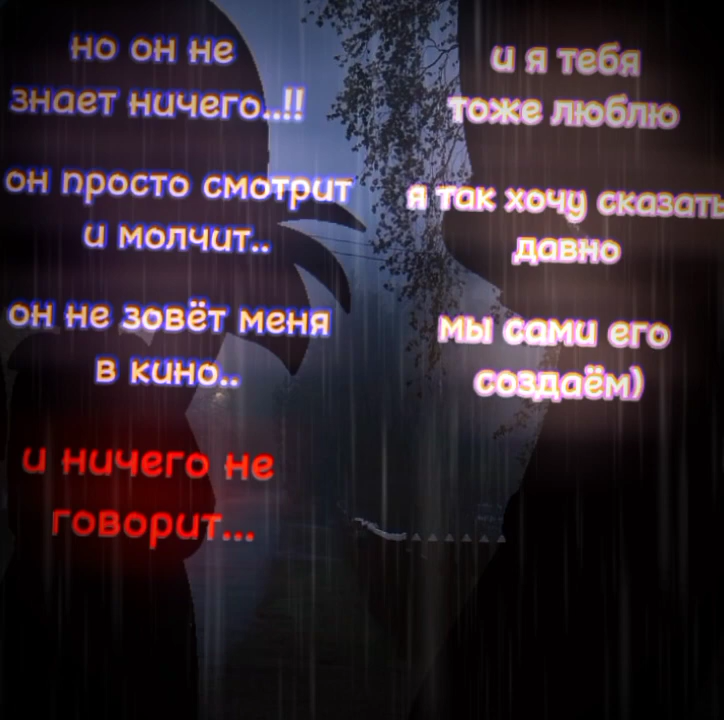 но он не
знает ничего..!!
он просто смотрит
и молчит..
он не зовёт меня
в кино..
и ничего не
говорит...
и я тебя
тоже люблю
я так хочу сказать
давно
мы сами его
создаём)